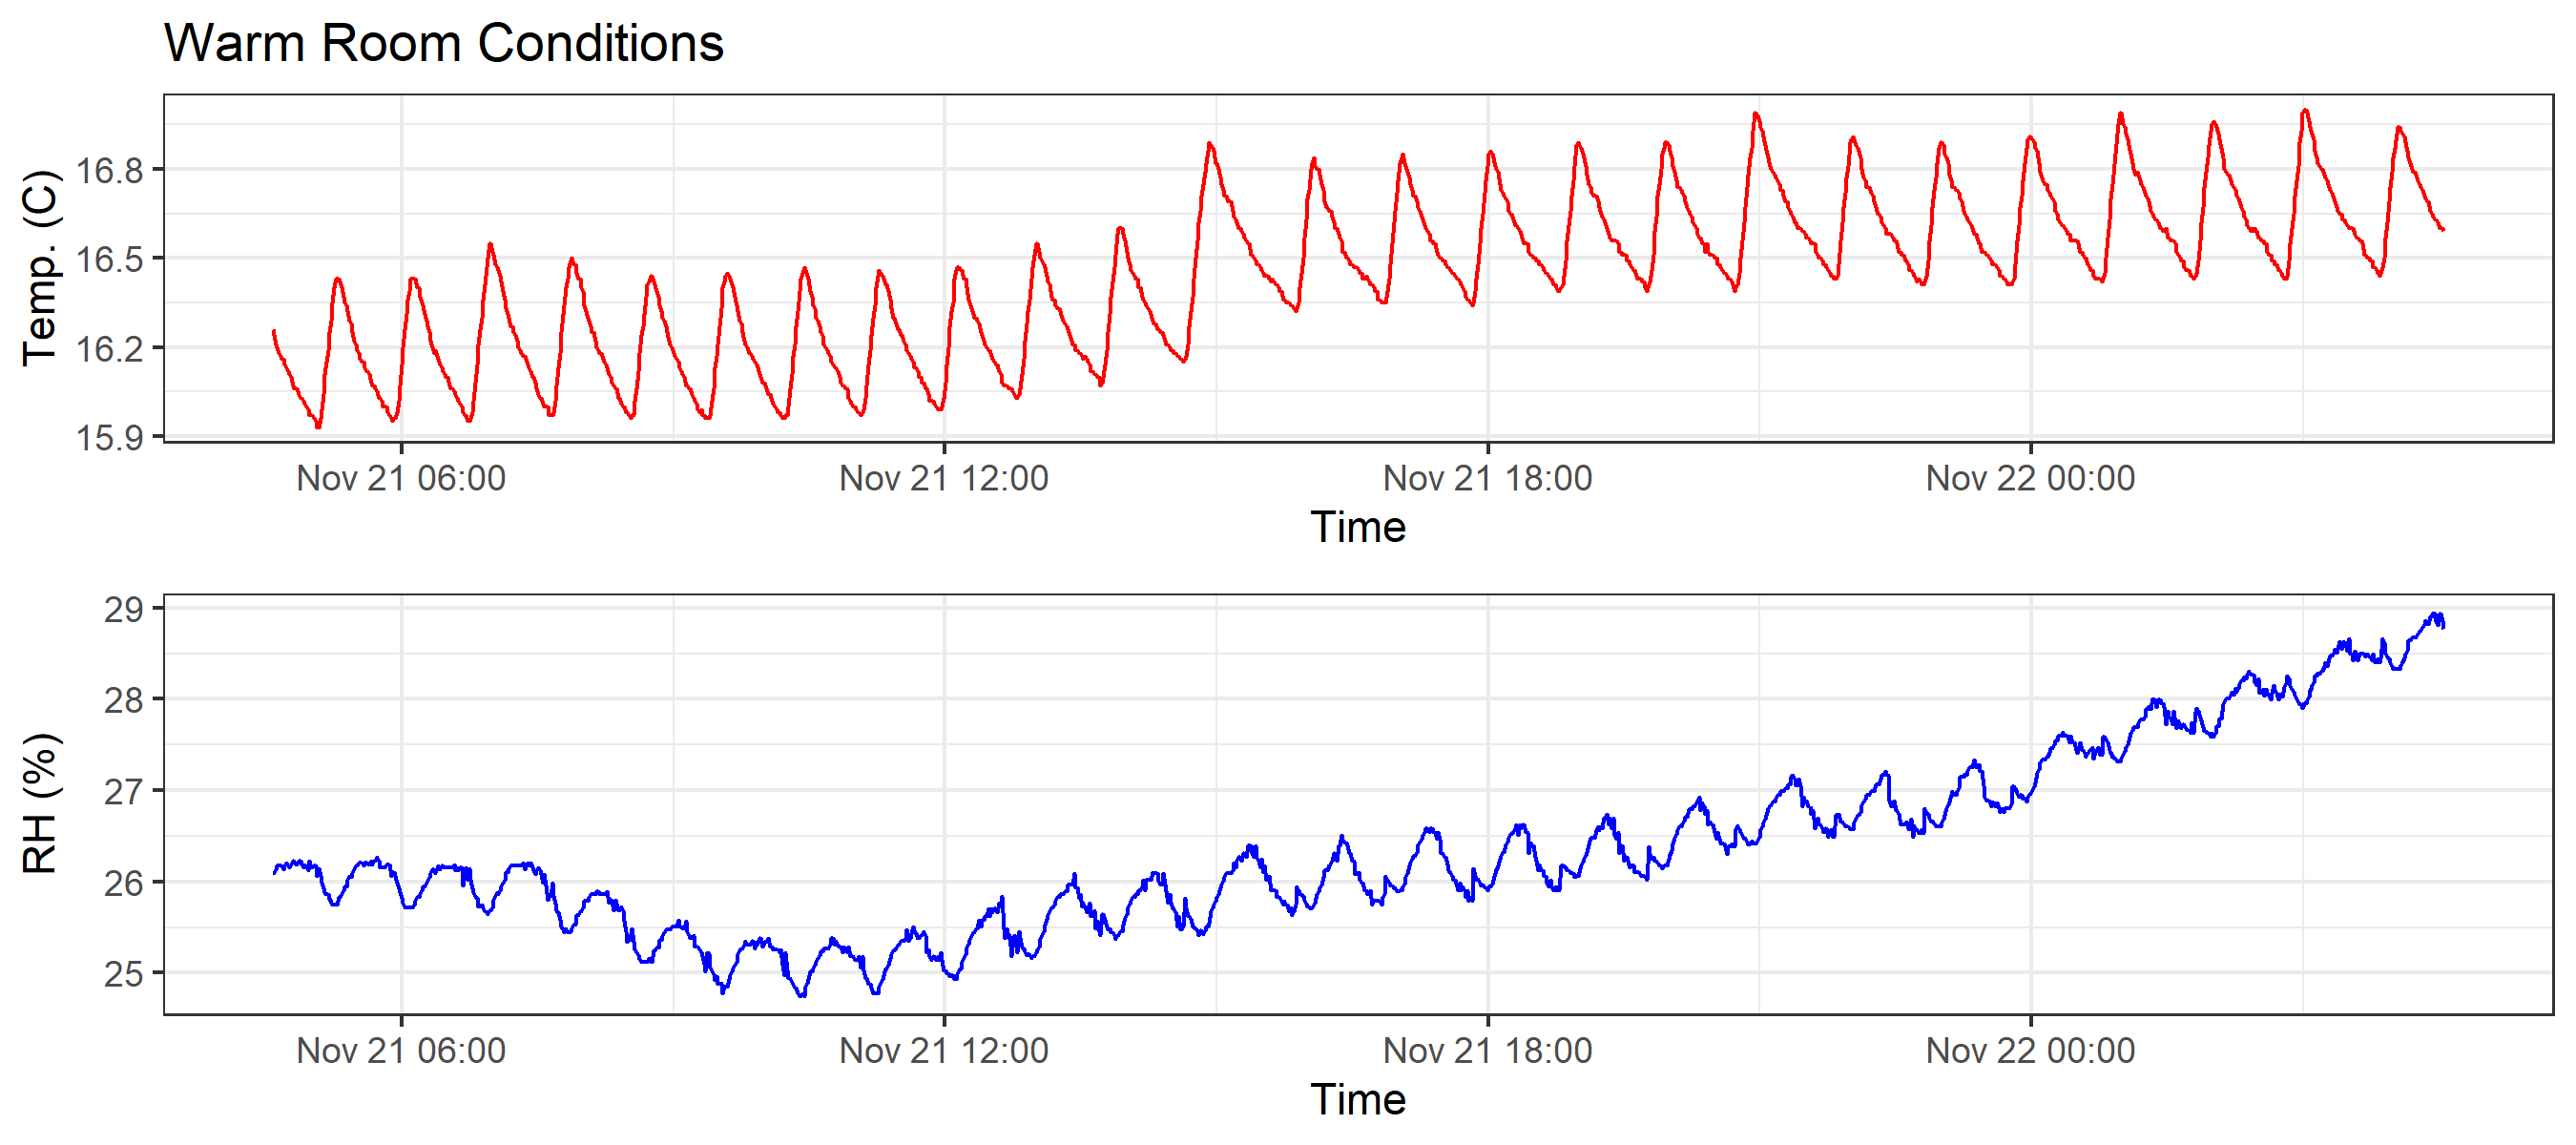 Warm Room Conditions
Temp. (C)
16.8
16.5
16.2
15.9
Nov 21 06:00 Nov 21 12:00 Nov 21 18:00 Nov 22 00:00
Time
RH (%)
29
28
27
26
25
Nov 21 06:00 Nov 21 12:00 Nov 21 18:00 Nov 22 00:00
Time